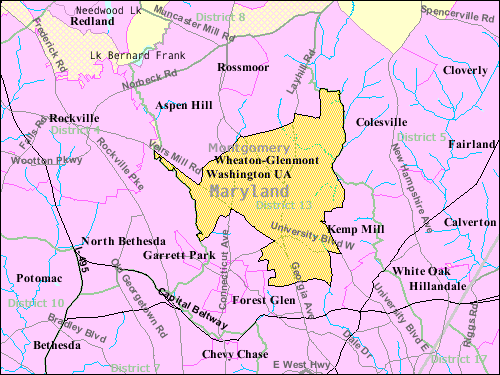 Needwood Lk
Redland
Muncaster Mill Rd
District 8
Spencerville Rd
Frederick Rd
Lk Bernard Frank
Norbeck Rd
Rossmoor
Layhill Rd
Cloverly
Aspen Hill
Rockville
Falls Rd
District 4
Colesville
District 5
Fairland
Wootton Pkwy
Rockville Pke
Veirs Mill Rd
Montgomery
Wheaton-Glenmont
Washington UA
Maryland
District 13
New Hampshire Ave
Calverton
University Blvd W
Kemp Mill
North Bethesda
Garrett Park
I-495
Potomac
Old Georgetown Rd
Connecticut Ave
Georgia Ave
White Oak
Hillandale
District 10
Capital Beltway
Forest Glen
University Blvd E
Riggs Rd
Bradley Blvd
Bethesda
Chevy Chase
Dale Dr
District 7
E West Hwy
District 17